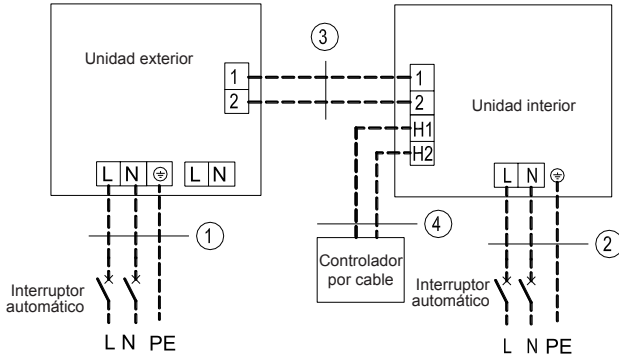 Unidad exterior
3
1
2
1
2
H1
H2
Unidad interior
L N ⏚ L N
L N ⏚
1
4
2
Controlador
por cable
Interruptor
automático
Interruptor
automático
L N PE
L N PE